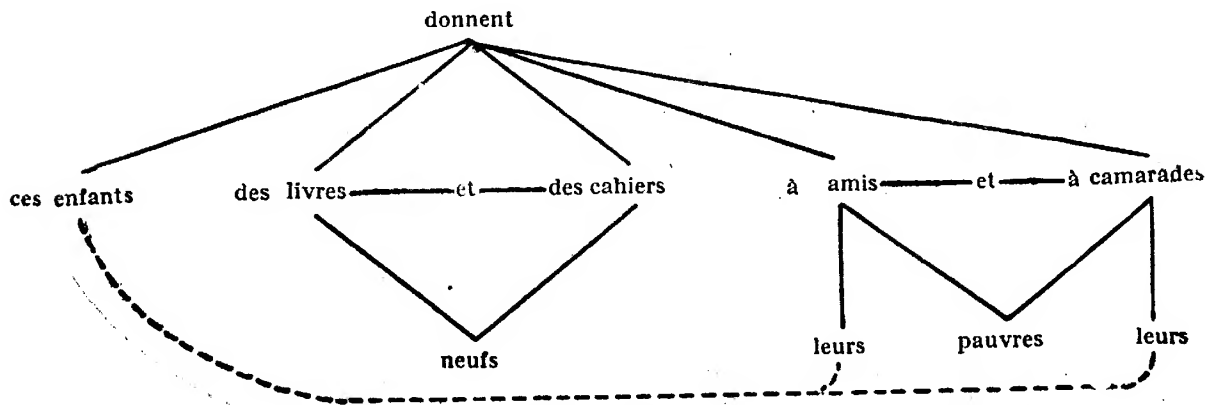 donnent
ces enfants des livres et des cahiers à amis et à camarades
neufs leurs pauvres leurs